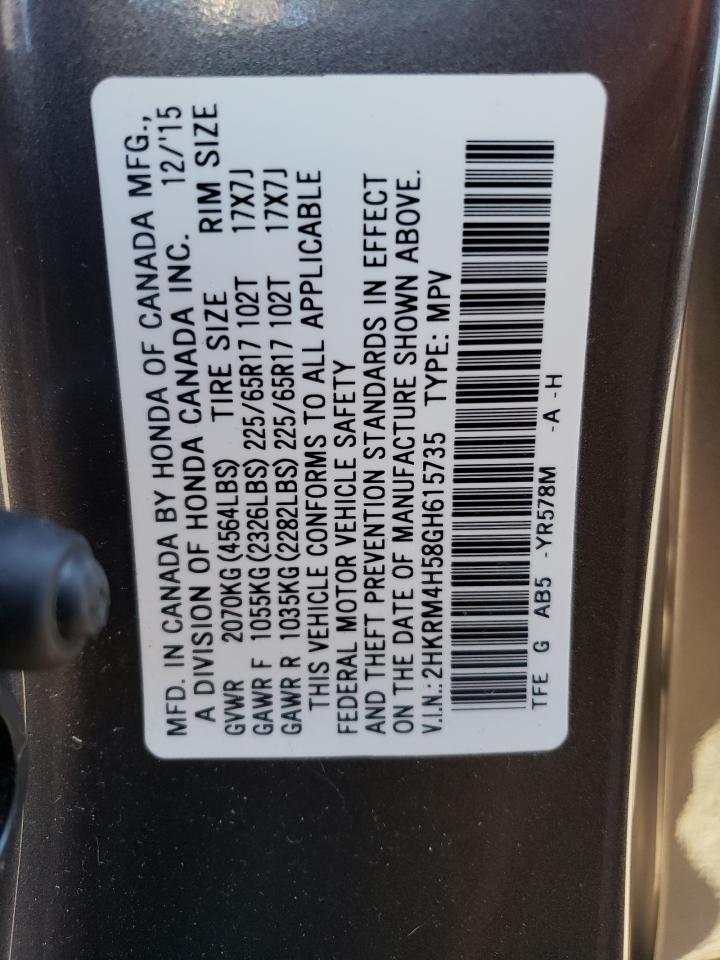 MFD. IN CANADA BY HONDA OF CANADA MFG.,
A DIVISION OF HONDA CANADA INC. 12/'15
GVWR 2070KG (4564LBS) TIRE SIZE RIM SIZE
GAWR F 1055KG (2326LBS) 225/65R17 102T 17X7J
GAWR R 1035KG (2282LBS) 225/65R17 102T 17X7J
THIS VEHICLE CONFORMS TO ALL APPLICABLE
FEDERAL MOTOR VEHICLE SAFETY
AND THEFT PREVENTION STANDARDS IN EFFECT
ON THE DATE OF MANUFACTURE SHOWN ABOVE.
V.I.N.:2HKRM4H58GH615735 TYPE: MPV
TFE G AB5 -YR578M -A -H